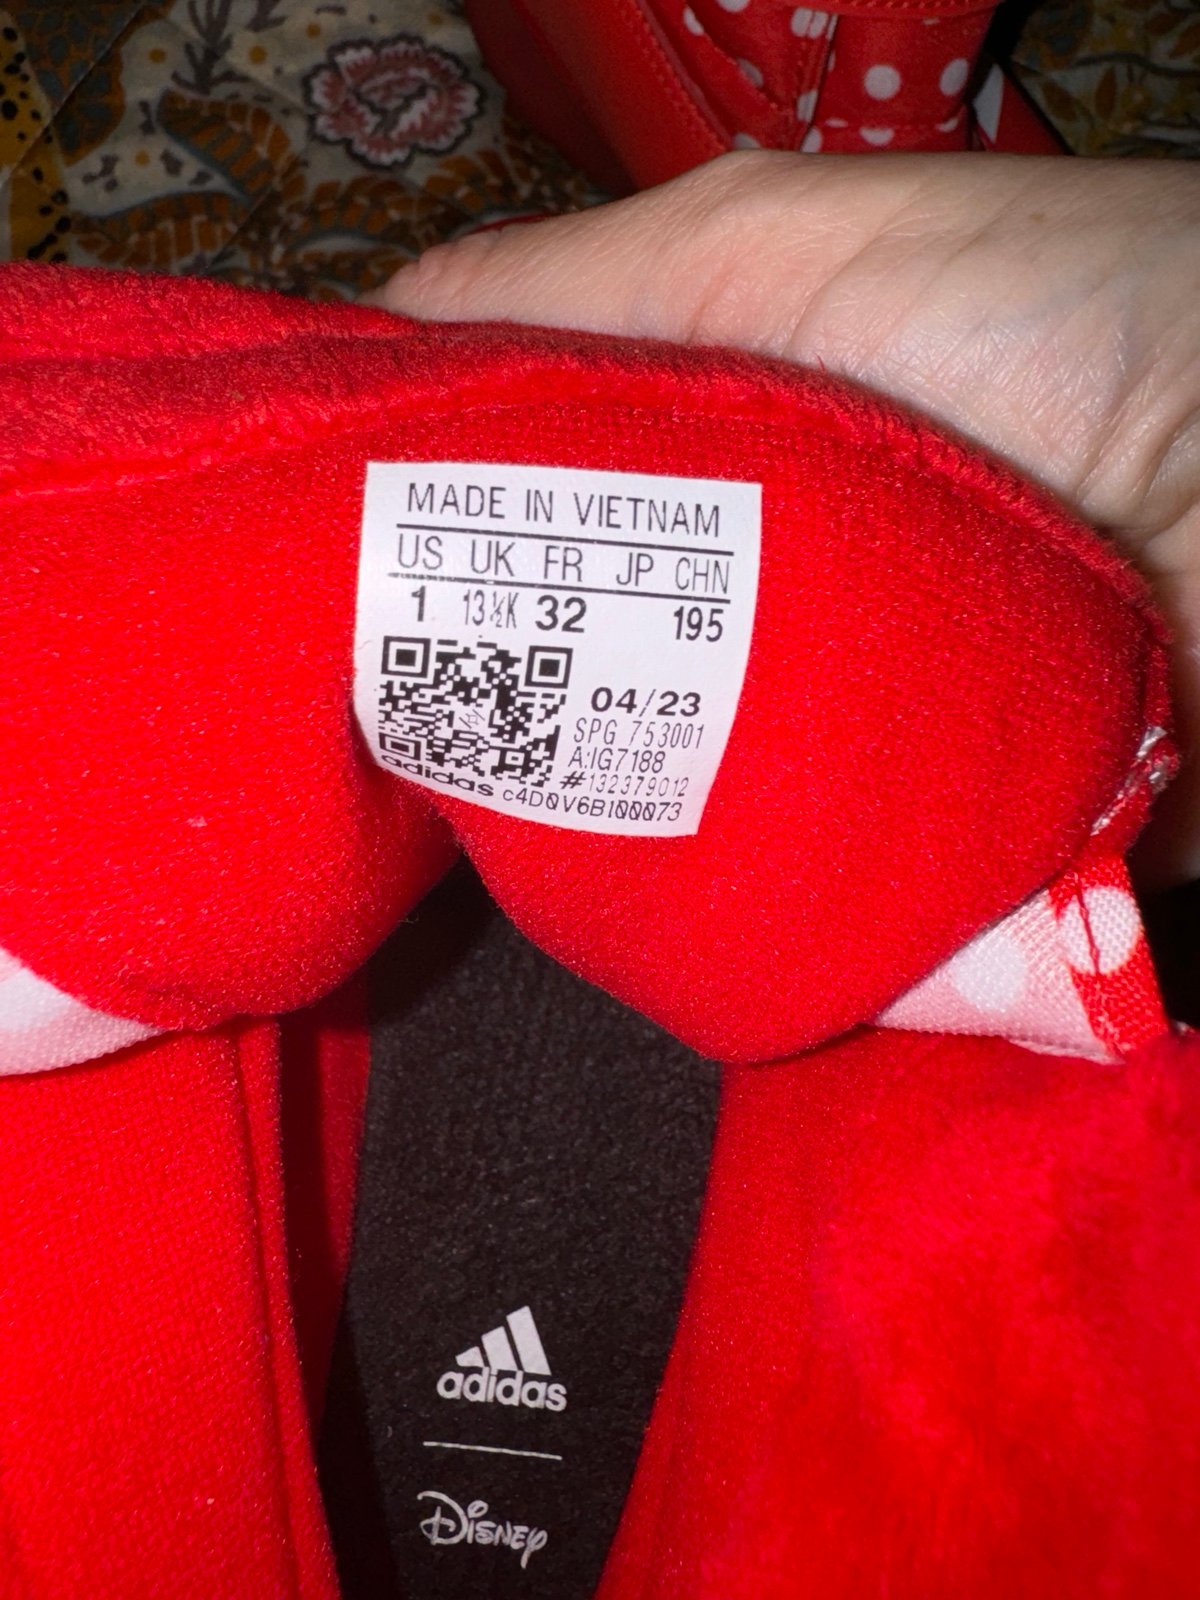 MADE IN VIETNAM
US UK FR JP CHN
1 13½K 32 195
04/23
SPG 753001
A:IG7188
#132379012
adidas c4D0V6B100073
adidas
Disney